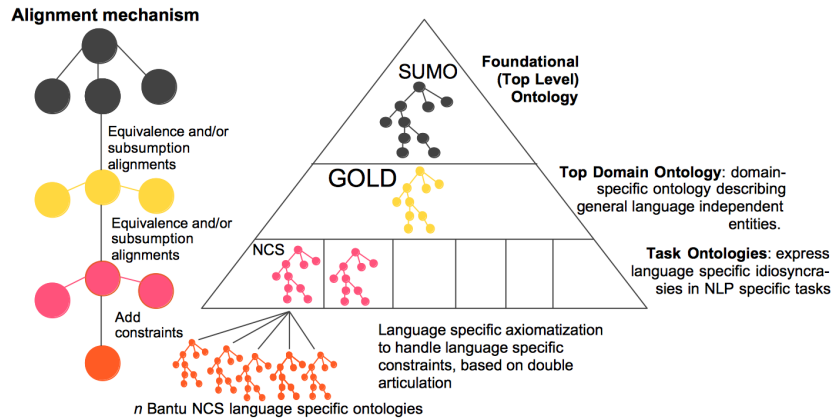 Alignment mechanism
Equivalence and/or
subsumption
alignments
Equivalence and/or
subsumption
alignments
Add
constraints
SUMO
Foundational
(Top Level)
Ontology
GOLD
Top Domain Ontology: domain-
specific ontology describing
general language independent
entities.
NCS
Task Ontologies: express
language specific idiosyncra-
sies in NLP specific tasks
Language specific axiomatization
to handle language specific
constraints, based on double
articulation
n Bantu NCS language specific ontologies